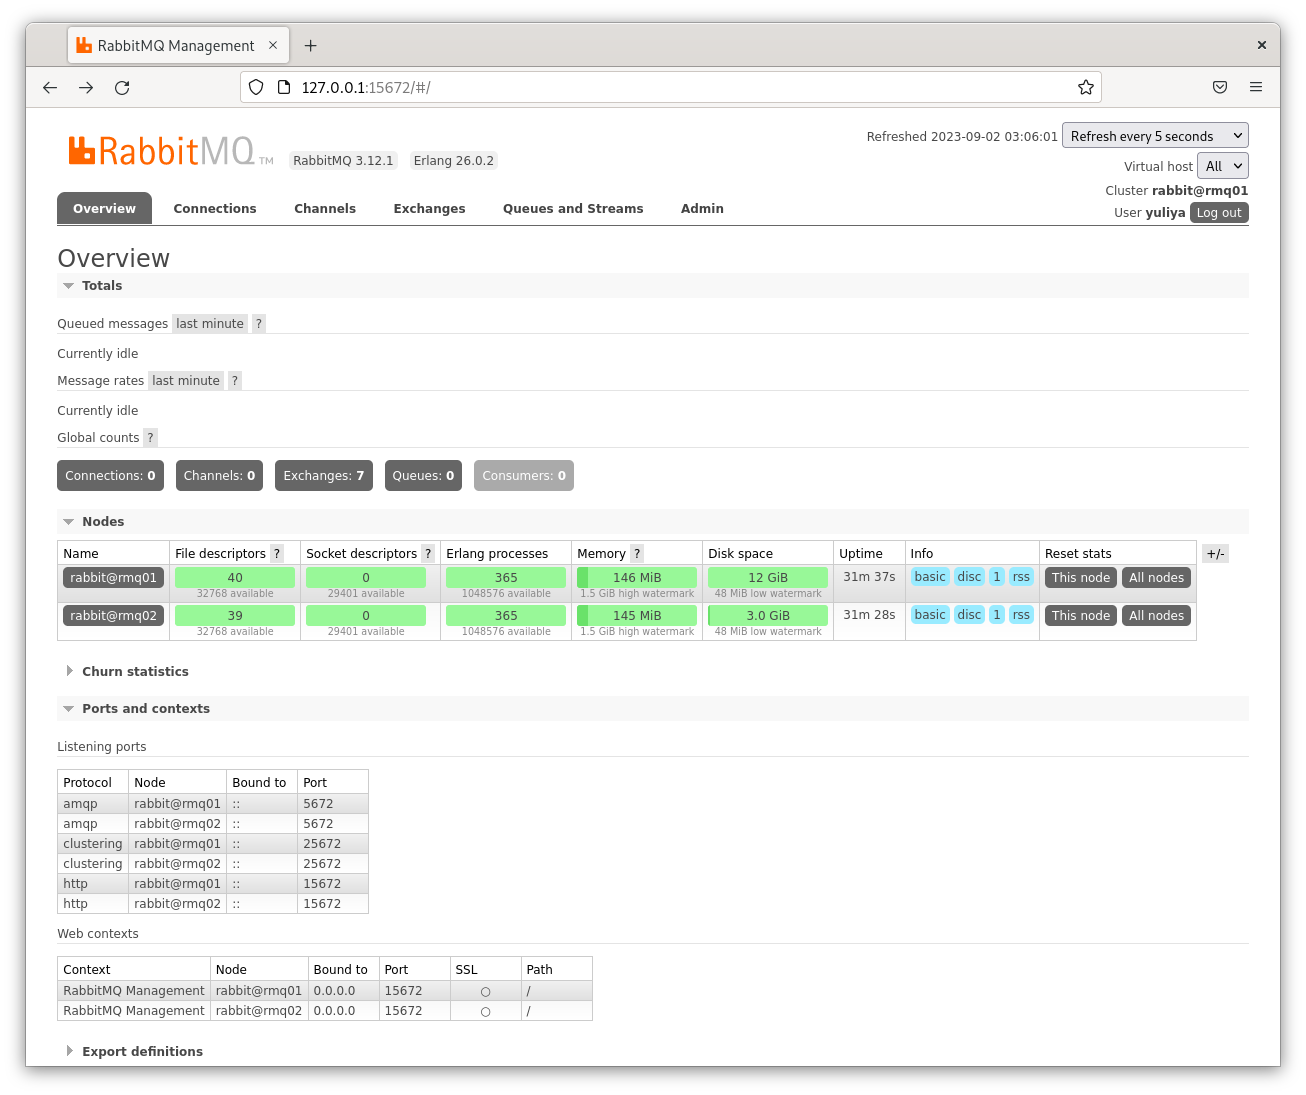 RabbitMQ Management × +
×
127.0.0.1:15672/#/
RabbitMQ TM RabbitMQ 3.12.1 Erlang 26.0.2
Refreshed 2023-09-02 03:06:01 Refresh every 5 seconds
Virtual host All
Cluster rabbit@rmq01
User yuliya Log out
Overview Connections Channels Exchanges Queues and Streams Admin
Overview
Totals
Queued messages last minute ?
Currently idle
Message rates last minute ?
Currently idle
Global counts ?
Connections: 0 Channels: 0 Exchanges: 7 Queues: 0 Consumers: 0
Nodes
Name File descriptors ? Socket descriptors ? Erlang processes Memory ? Disk space Uptime Info Reset stats +/-
rabbit@rmq01 40 0 365 146 MiB 12 GiB 31m 37s basic disc 1 rss This node All nodes
32768 available 29401 available 1048576 available 1.5 GiB high watermark 48 MiB low watermark
rabbit@rmq02 39 0 365 145 MiB 3.0 GiB 31m 28s basic disc 1 rss This node All nodes
32768 available 29401 available 1048576 available 1.5 GiB high watermark 48 MiB low watermark
Churn statistics
Ports and contexts
Listening ports
Protocol Node Bound to Port
amqp rabbit@rmq01 :: 5672
amqp rabbit@rmq02 :: 5672
clustering rabbit@rmq01 :: 25672
clustering rabbit@rmq02 :: 25672
http rabbit@rmq01 :: 15672
http rabbit@rmq02 :: 15672
Web contexts
Context Node Bound to Port SSL Path
RabbitMQ Management rabbit@rmq01 0.0.0.0 15672 ○ /
RabbitMQ Management rabbit@rmq02 0.0.0.0 15672 ○ /
Export definitions